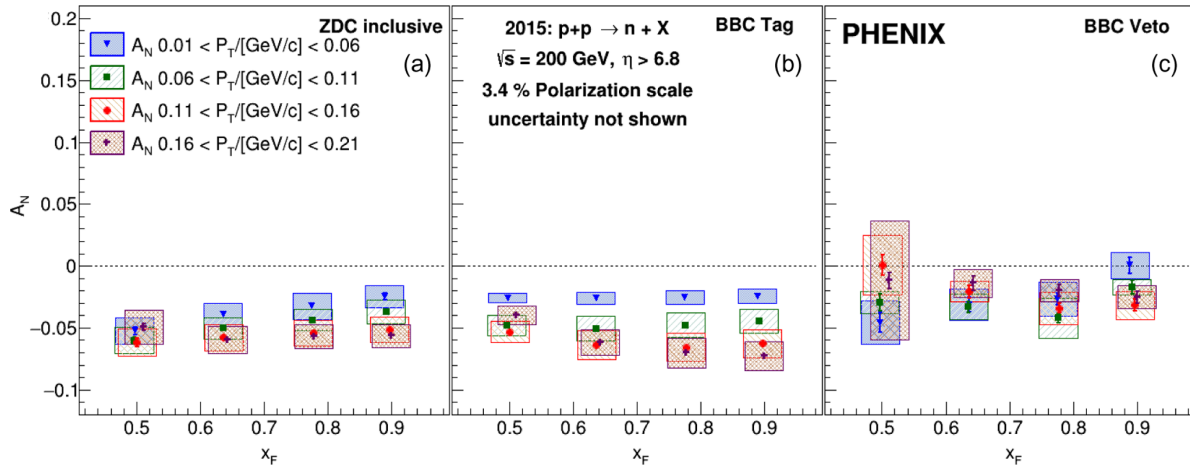 ZDC inclusive
A_N 0.01 < P_T/[GeV/c] < 0.06
(a)
A_N 0.06 < P_T/[GeV/c] < 0.11
A_N 0.11 < P_T/[GeV/c] < 0.16
A_N 0.16 < P_T/[GeV/c] < 0.21
0.2
0.15
0.1
0.05
0
−0.05
−0.1
A_N
0.5 0.6 0.7 0.8 0.9
x_F
2015: p+p → n + X
BBC Tag
√s = 200 GeV, η > 6.8
(b)
3.4 % Polarization scale
uncertainty not shown
0.5 0.6 0.7 0.8 0.9
x_F
PHENIX
BBC Veto
(c)
0.5 0.6 0.7 0.8 0.9
x_F